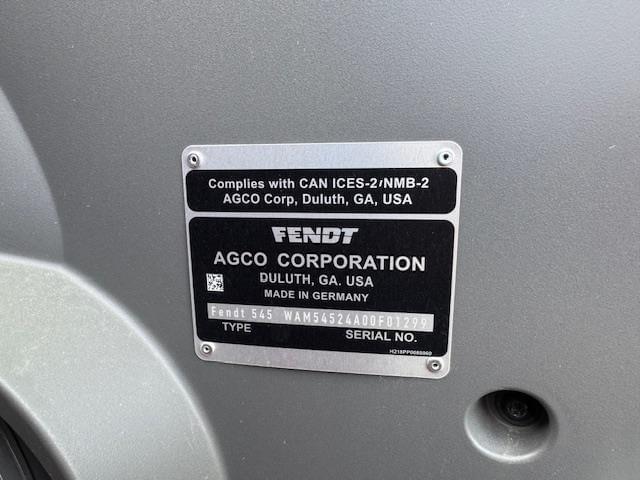 Complies with CAN ICES-2/NMB-2
AGCO Corp, Duluth, GA, USA
FENDT
AGCO CORPORATION
DULUTH, GA. USA
MADE IN GERMANY
Fendt 545 WAM54524A00F01299
TYPE SERIAL NO.
H218PP0080960